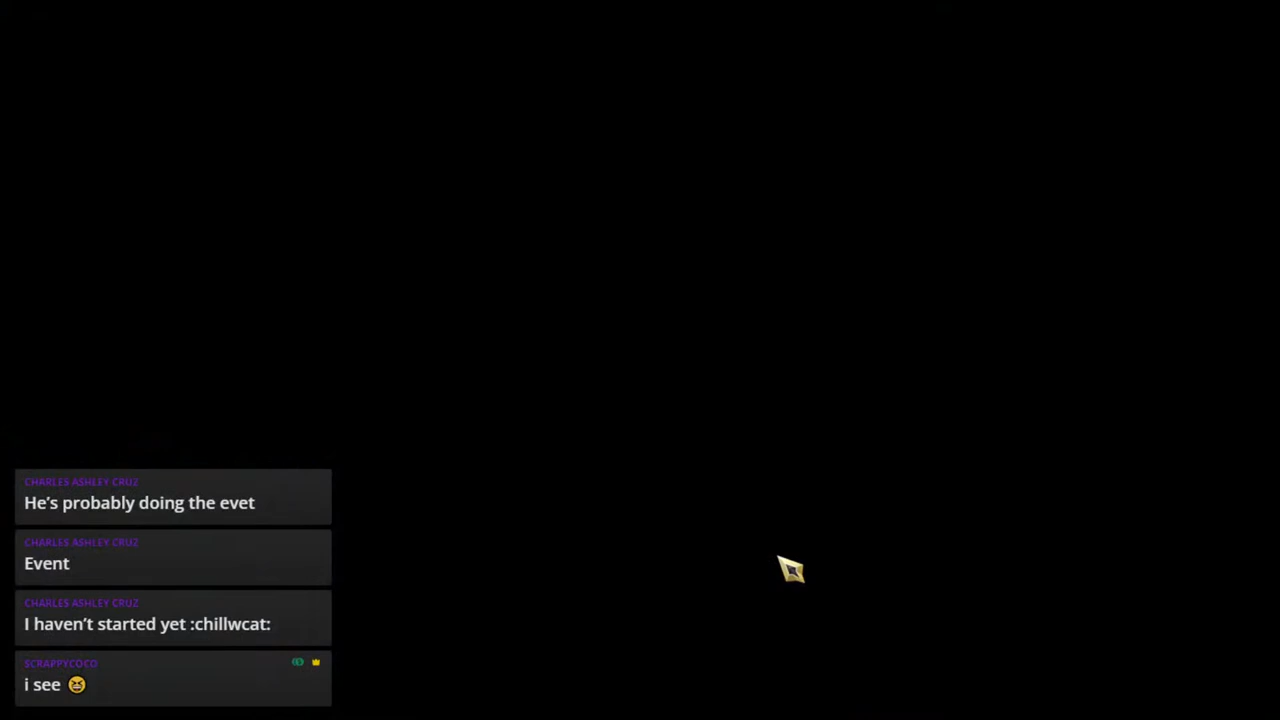 CHARLES ASHLEY CRUZ
He's probably doing the evet
CHARLES ASHLEY CRUZ
Event
CHARLES ASHLEY CRUZ
I haven't started yet :chillwcat:
SCRAPPYCOCO
i see 😆